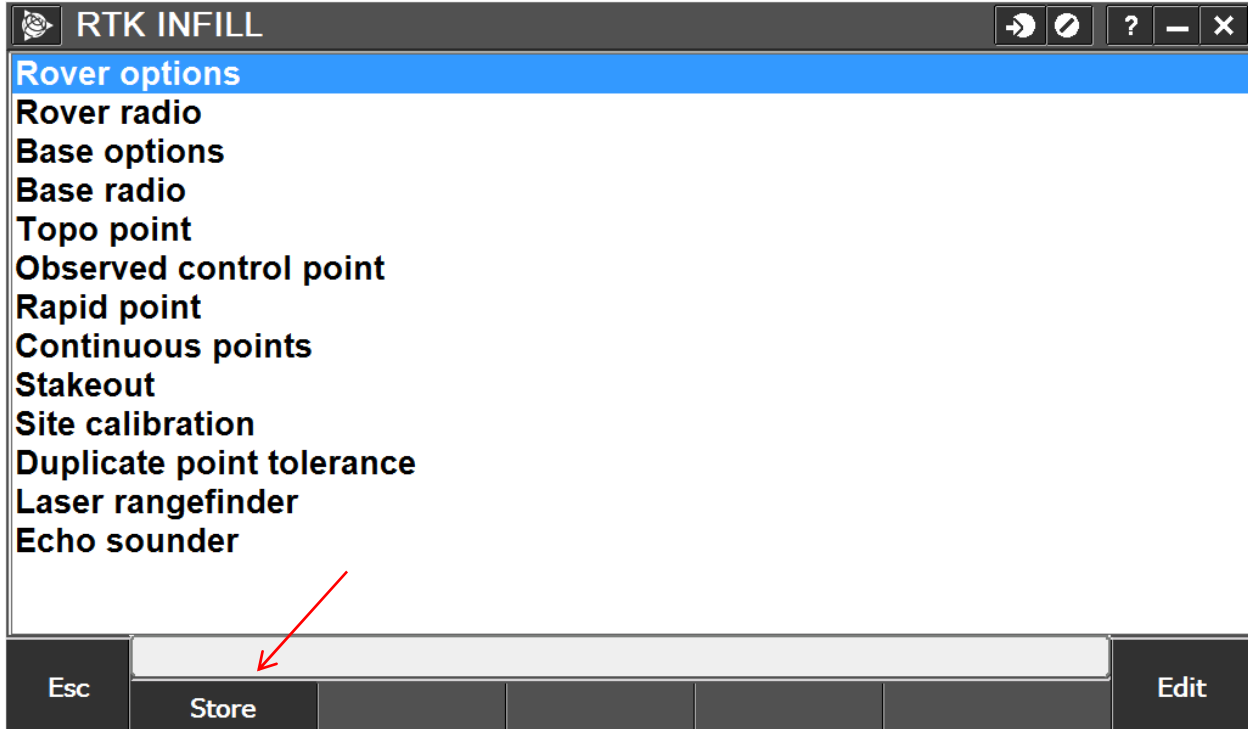 RTK INFILL
?
Rover options
Rover radio
Base options
Base radio
Topo point
Observed control point
Rapid point
Continuous points
Stakeout
Site calibration
Duplicate point tolerance
Laser rangefinder
Echo sounder
Esc
Store
Edit